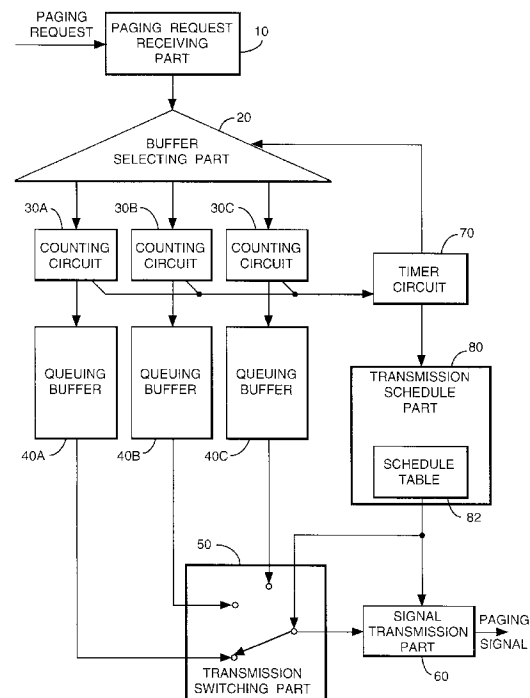 PAGING
REQUEST
PAGING REQUEST
RECEIVING
PART
10
20
BUFFER
SELECTING PART
30A
30B
30C
70
COUNTING
CIRCUIT
COUNTING
CIRCUIT
COUNTING
CIRCUIT
TIMER
CIRCUIT
80
QUEUING
BUFFER
QUEUING
BUFFER
QUEUING
BUFFER
TRANSMISSION
SCHEDULE
PART
40A
40B
40C
SCHEDULE
TABLE
82
50
TRANSMISSION
SWITCHING PART
SIGNAL
TRANSMISSION
PART
60
PAGING
SIGNAL